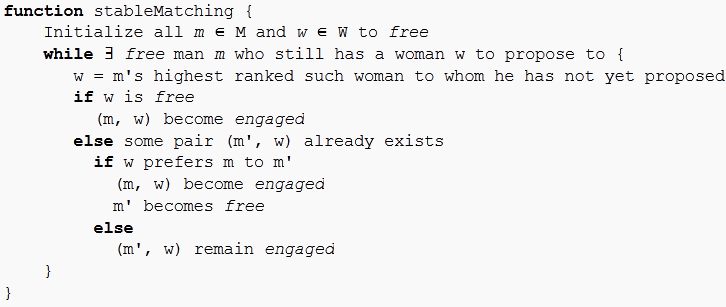 function stableMatching {
    Initialize all m ∈ M and w ∈ W to free
    while ∃ free man m who still has a woman w to propose to {
       w = m's highest ranked such woman to whom he has not yet proposed
       if w is free
         (m, w) become engaged
       else some pair (m', w) already exists
         if w prefers m to m'
           (m, w) become engaged
           m' becomes free
         else
           (m', w) remain engaged
    }
}